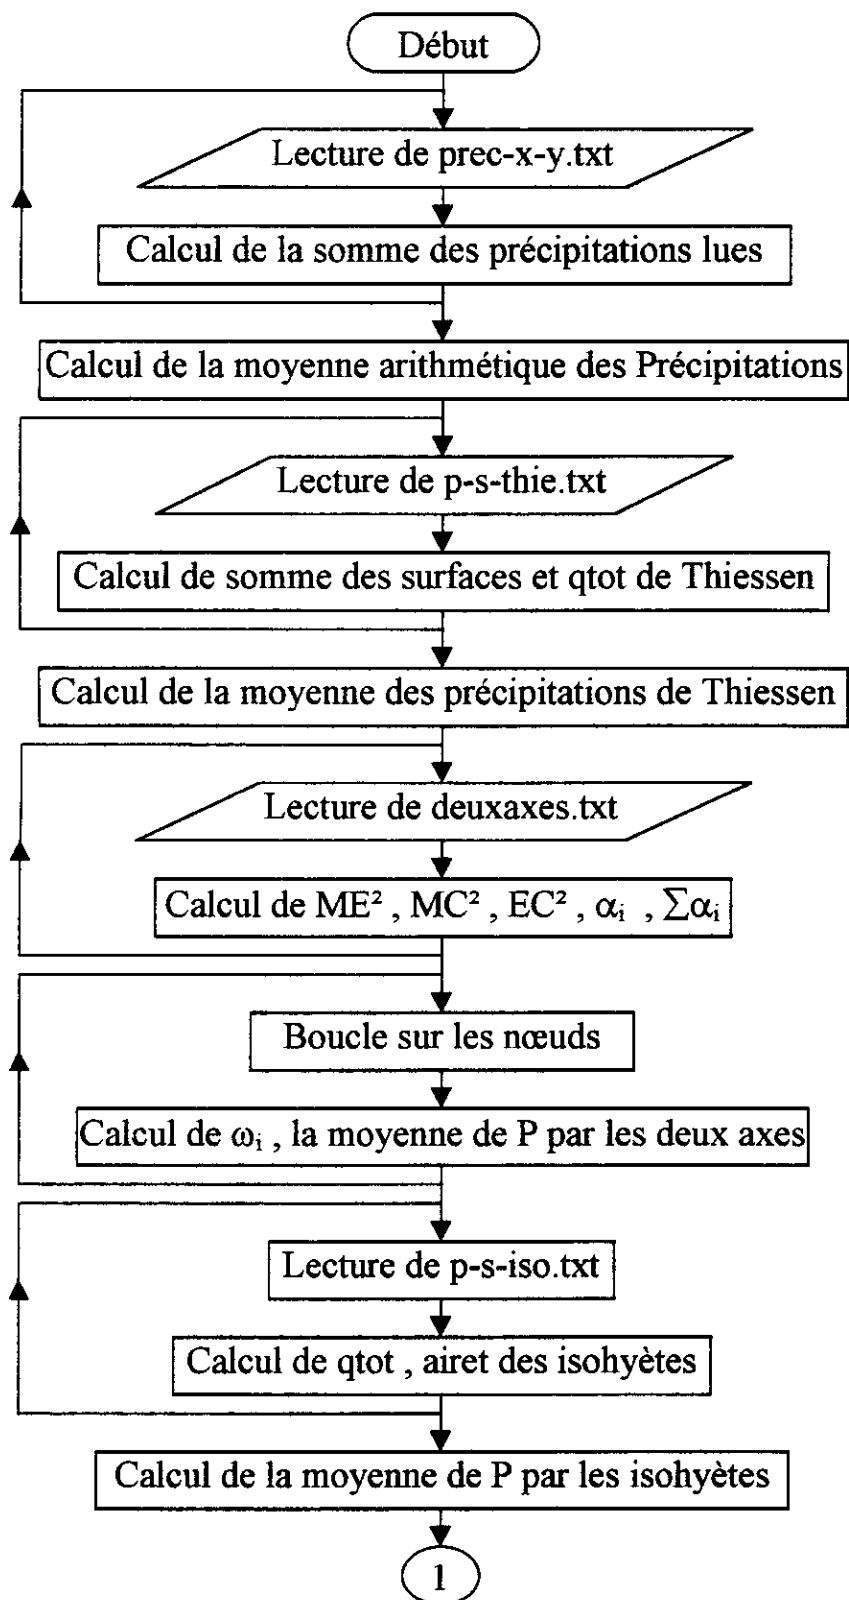 Début
Lecture de prec-x-y.txt
Calcul de la somme des précipitations lues
Calcul de la moyenne arithmétique des Précipitations
Lecture de p-s-thie.txt
Calcul de somme des surfaces et qtot de Thiessen
Calcul de la moyenne des précipitations de Thiessen
Lecture de deuxaxes.txt
Calcul de ME² , MC² , EC² , αᵢ , ∑αᵢ
Boucle sur les nœuds
Calcul de ωᵢ , la moyenne de P par les deux axes
Lecture de p-s-iso.txt
Calcul de qtot , airet des isohyètes
Calcul de la moyenne de P par les isohyètes
1